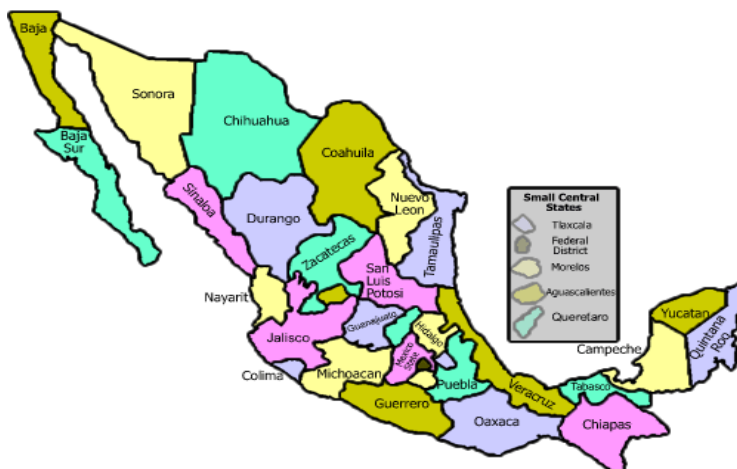 Baja
Sonora
Chihuahua
Coahuila
Baja
Sur
Sinaloa
Durango
Nuevo
Leon
Tamaulipas
Zacatecas
San
Luis
Potosi
Nayarit
Jalisco
Guanajuato
Hidalgo
Mexico
State
Colima
Michoacan
Puebla
Veracruz
Guerrero
Oaxaca
Tabasco
Chiapas
Campeche
Yucatan
Quintana
Roo
Small Central
States
Tlaxcala
Federal
District
Morelos
Aguascalientes
Queretaro